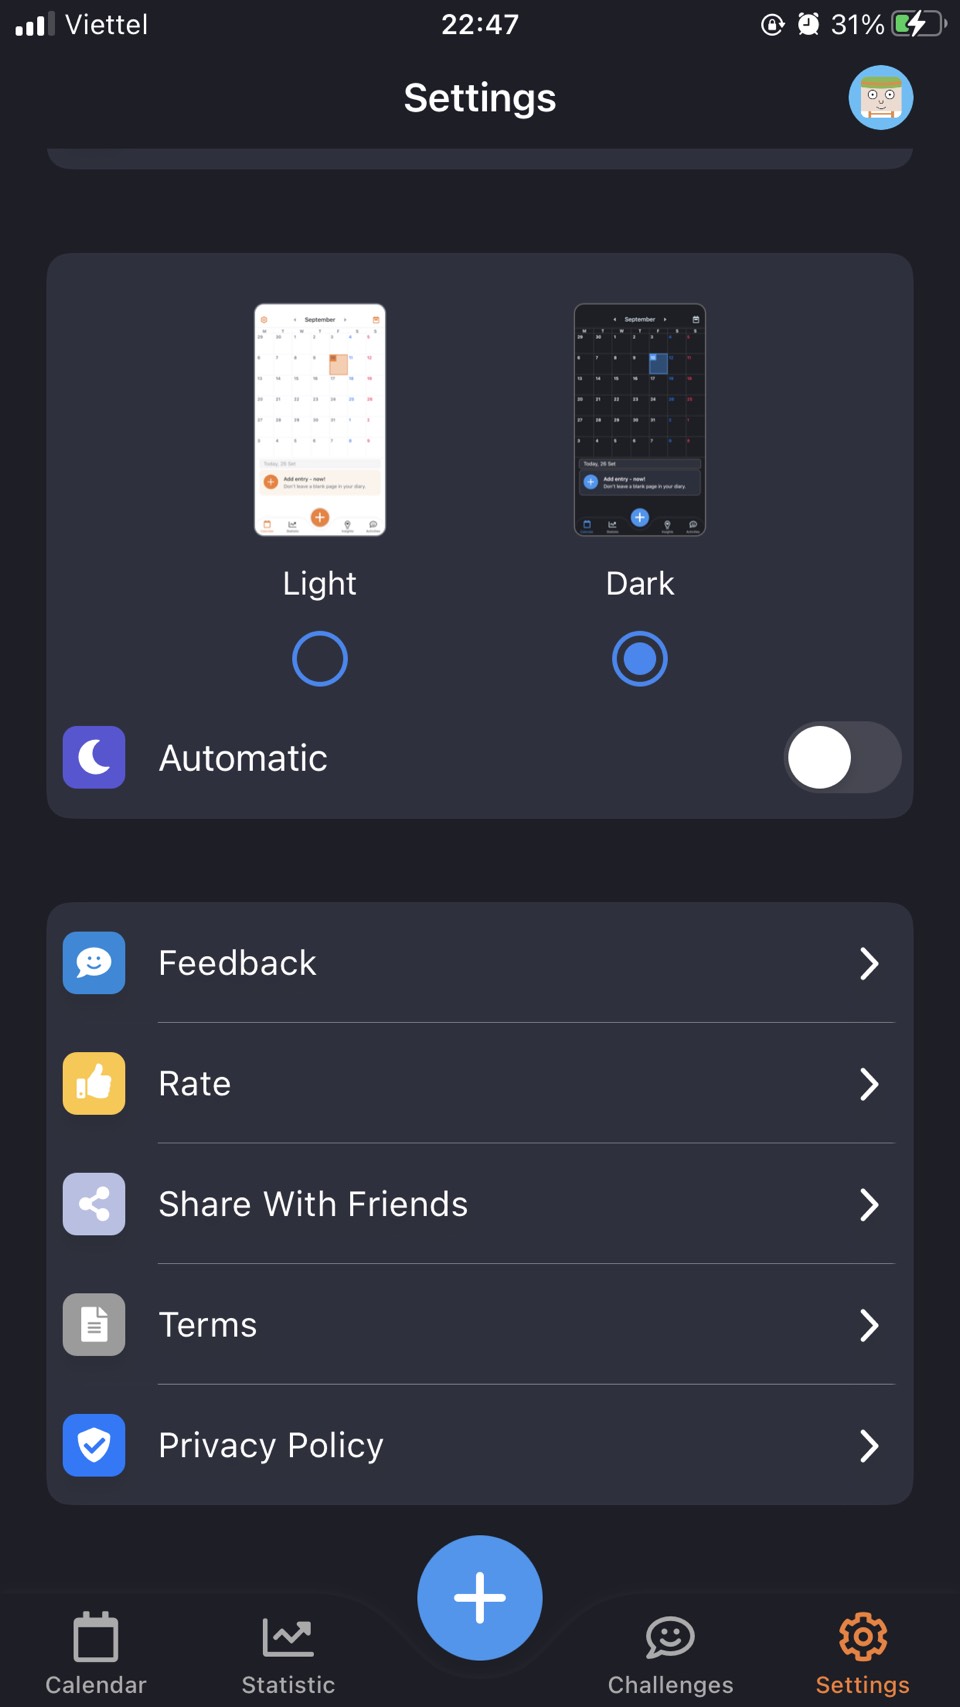 Viettel 22:47 31%
Settings
September
September
Today, 26 Set
Add entry - now!
Don't leave a blank page in your diary.
Today, 26 Set
Add entry - now!
Don't leave a blank page in your diary.
Light Dark
Automatic
Feedback
Rate
Share With Friends
Terms
Privacy Policy
Calendar Statistic Challenges Settings